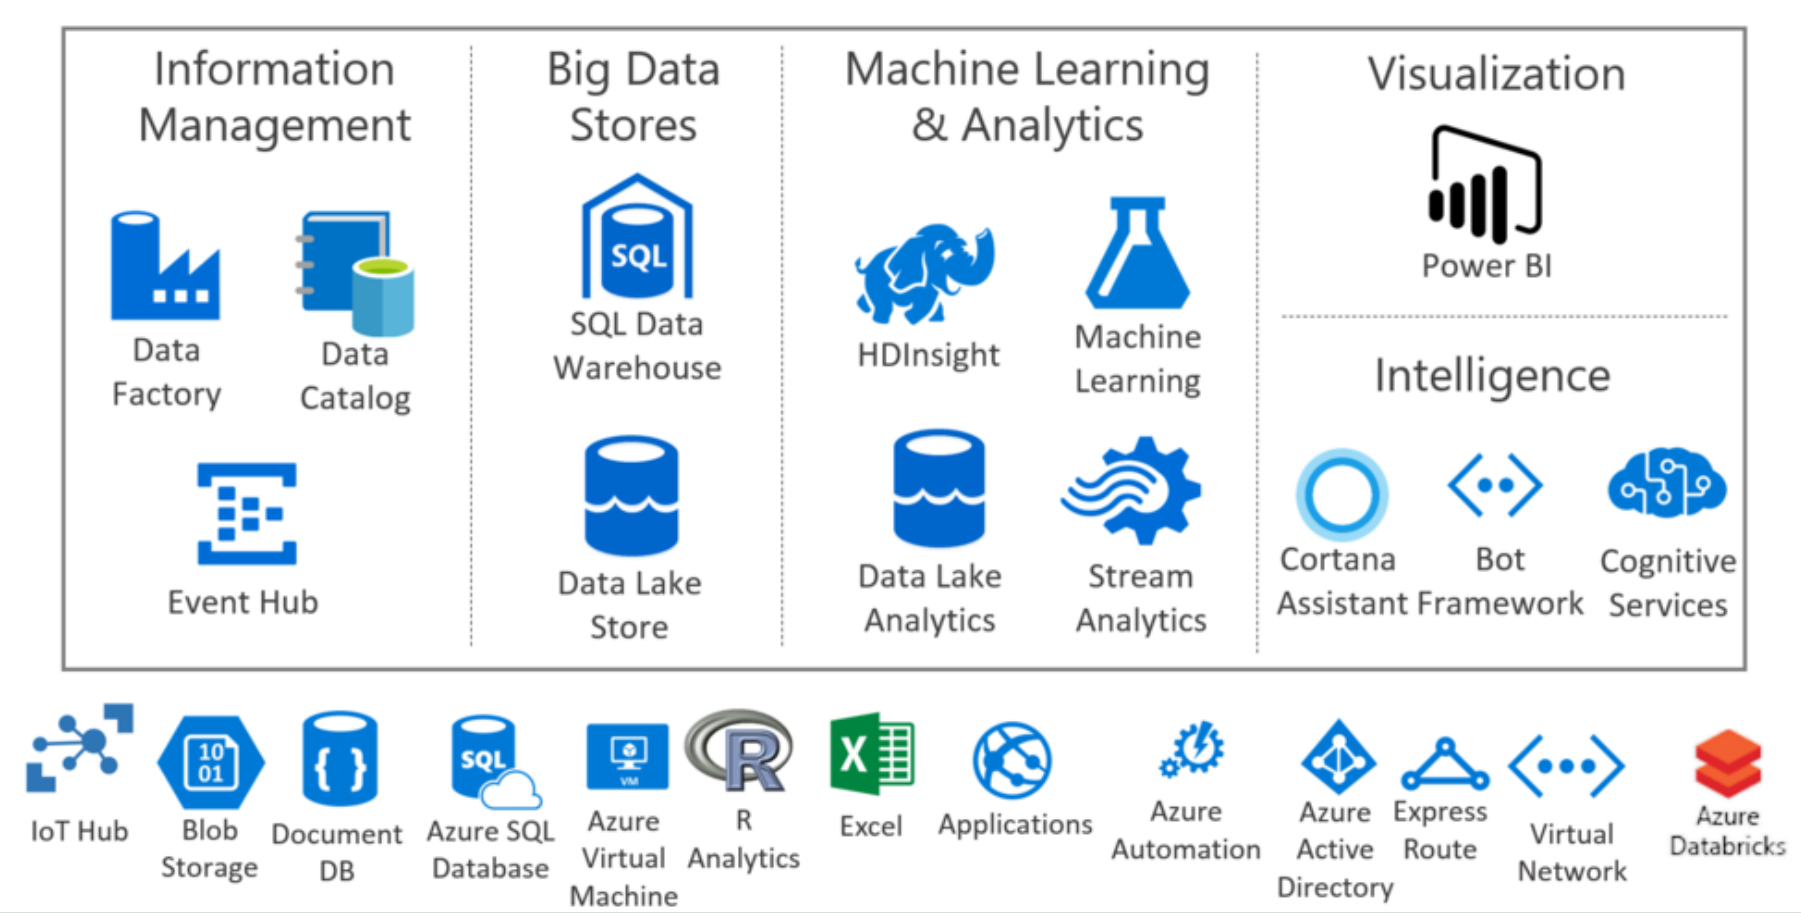 Information
Management
Data
Factory
Data
Catalog
Event Hub
Big Data
Stores
SQL
SQL Data
Warehouse
Data Lake
Store
Machine Learning
& Analytics
HDInsight
Machine
Learning
Data Lake
Analytics
Stream
Analytics
Visualization
Power BI
Intelligence
Cortana
Assistant
Bot
Framework
Cognitive
Services
IoT Hub
10
01
Blob
Storage
{ }
Document
DB
SQL
Azure SQL
Database
VM
Azure
Virtual
Machine
R
R
Analytics
X
Excel
Applications
Azure
Automation
Azure
Active
Directory
Express
Route
Virtual
Network
Azure
Databricks